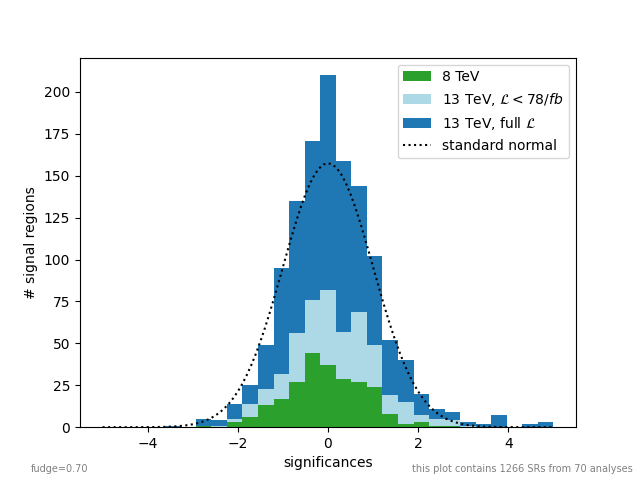 8 TeV
13 TeV, ℒ < 78/fb
13 TeV, full ℒ
standard normal
# signal regions
200
175
150
125
100
75
50
25
0
−4 −2 0 2 4
significances
fudge=0.70 this plot contains 1266 SRs from 70 analyses